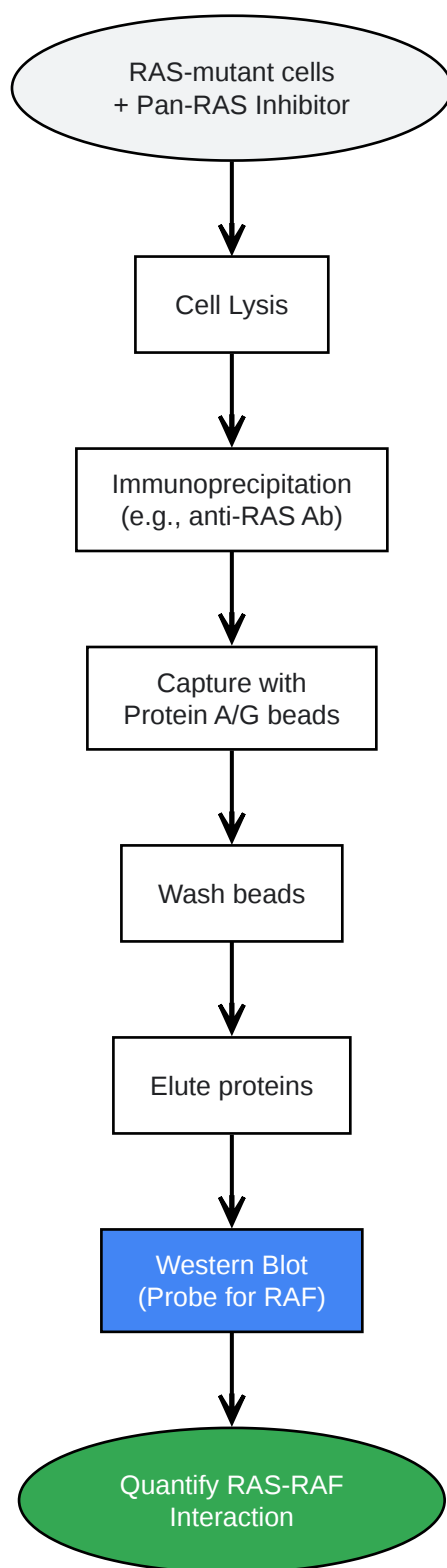 RAS-mutant cells
+ Pan-RAS Inhibitor
Cell Lysis
Immunoprecipitation
(e.g., anti-RAS Ab)
Capture with
Protein A/G beads
Wash beads
Elute proteins
Western Blot
(Probe for RAF)
Quantify RAS-RAF
Interaction